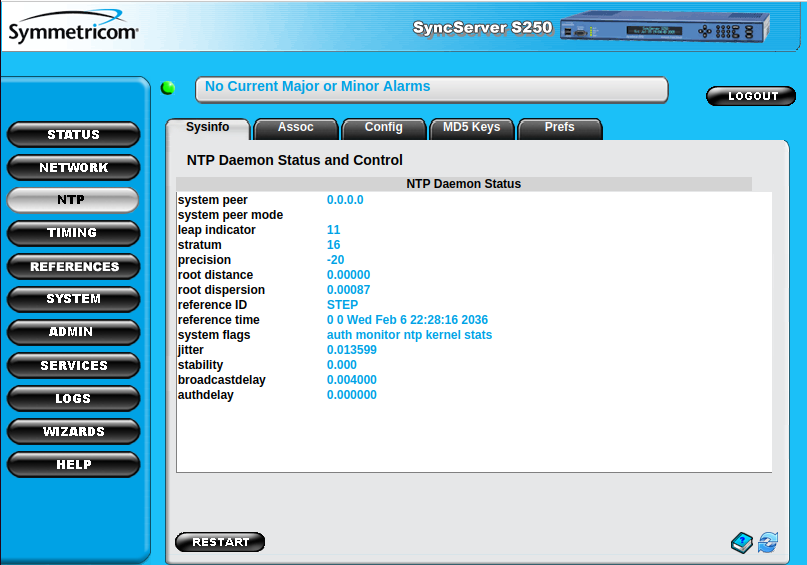 Symmetricom®
SyncServer S250
No Current Major or Minor Alarms
LOGOUT
STATUS
NETWORK
NTP
TIMING
REFERENCES
SYSTEM
ADMIN
SERVICES
LOGS
WIZARDS
HELP
Sysinfo Assoc Config MD5 Keys Prefs
NTP Daemon Status and Control
NTP Daemon Status
system peer 0.0.0.0
system peer mode
leap indicator 11
stratum 16
precision -20
root distance 0.00000
root dispersion 0.00087
reference ID STEP
reference time 0 0 Wed Feb 6 22:28:16 2036
system flags auth monitor ntp kernel stats
jitter 0.013599
stability 0.000
broadcastdelay 0.004000
authdelay 0.000000
RESTART